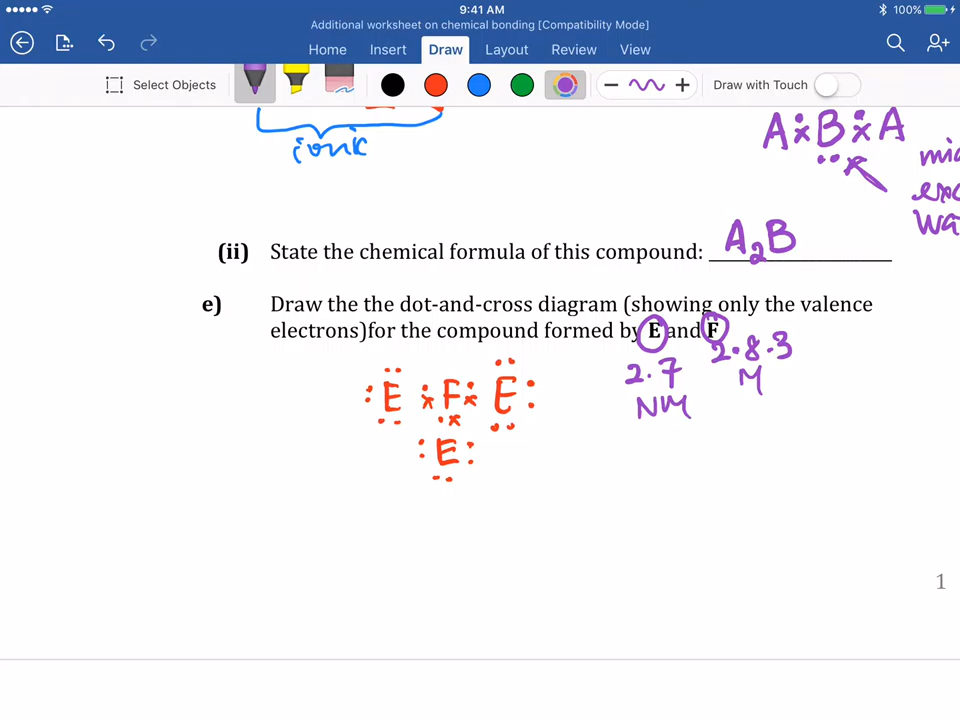 9:41 AM
100%
Additional worksheet on chemical bonding [Compatibility Mode]
Home Insert Draw Layout Review View
Select Objects
Draw with Touch
ionic
A B A
(ii) State the chemical formula of this compound: A₂B
e) Draw the the dot-and-cross diagram (showing only the valence
electrons)for the compound formed by E and F
2.7 2.8.3
NM M
E F E
E
1